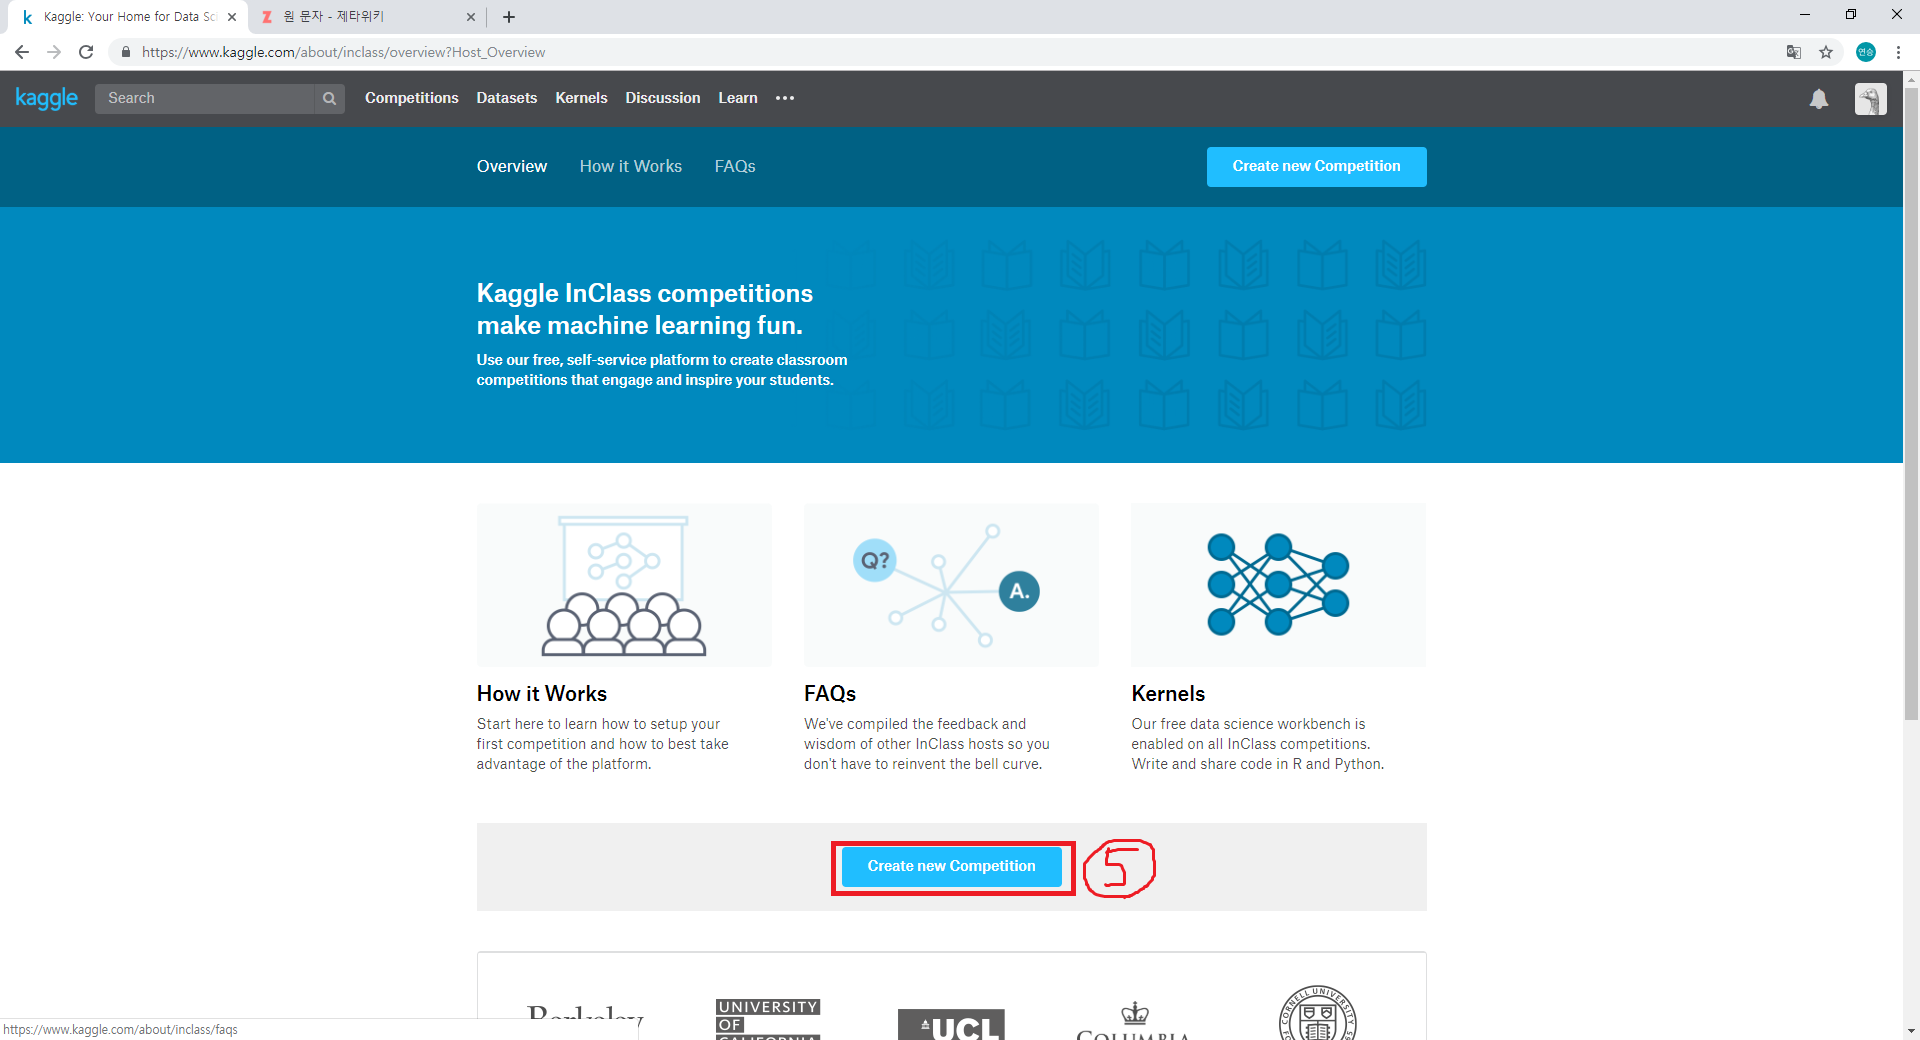 k Kaggle: Your Home for Data Sc
Z 원 문자 - 제타위키
https://www.kaggle.com/about/inclass/overview?Host_Overview
연승
kaggle
Search
Competitions Datasets Kernels Discussion Learn
Overview How it Works FAQs
Create new Competition
Kaggle InClass competitions
make machine learning fun.
Use our free, self-service platform to create classroom
competitions that engage and inspire your students.
Q?
A.
How it Works
Start here to learn how to setup your
first competition and how to best take
advantage of the platform.
FAQs
We've compiled the feedback and
wisdom of other InClass hosts so you
don't have to reinvent the bell curve.
Kernels
Our free data science workbench is
enabled on all InClass competitions.
Write and share code in R and Python.
Create new Competition
5
Berkeley
UNIVERSITY
OF
CALIFORNIA
UCL
COLUMBIA
CORNELL UNIVERSITY
https://www.kaggle.com/about/inclass/faqs